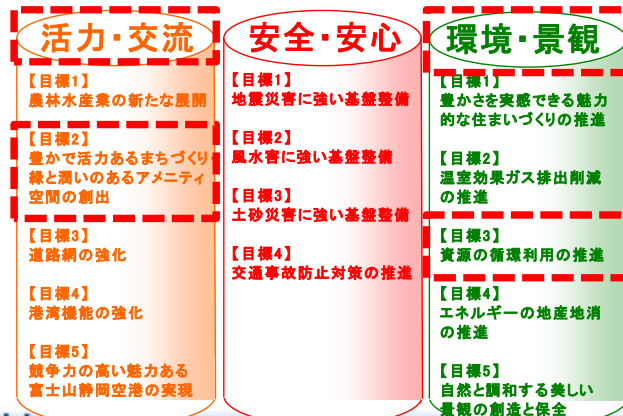 活力・交流
【目標1】
農林水産業の新たな展開
【目標2】
豊かで活力あるまちづくり
緑と潤いのあるアメニティ
空間の創出
【目標3】
道路網の強化
【目標4】
港湾機能の強化
【目標5】
競争力の高い魅力ある
富士山静岡空港の実現
安全・安心
【目標1】
地震災害に強い基盤整備
【目標2】
風水害に強い基盤整備
【目標3】
土砂災害に強い基盤整備
【目標4】
交通事故防止対策の推進
環境・景観
【目標1】
豊かさを実感できる魅力
的な住まいづくりの推進
【目標2】
温室効果ガス排出削減
の推進
【目標3】
資源の循環利用の推進
【目標4】
エネルギーの地産地消
の推進
【目標5】
自然と調和する美しい
景観の創造と保全